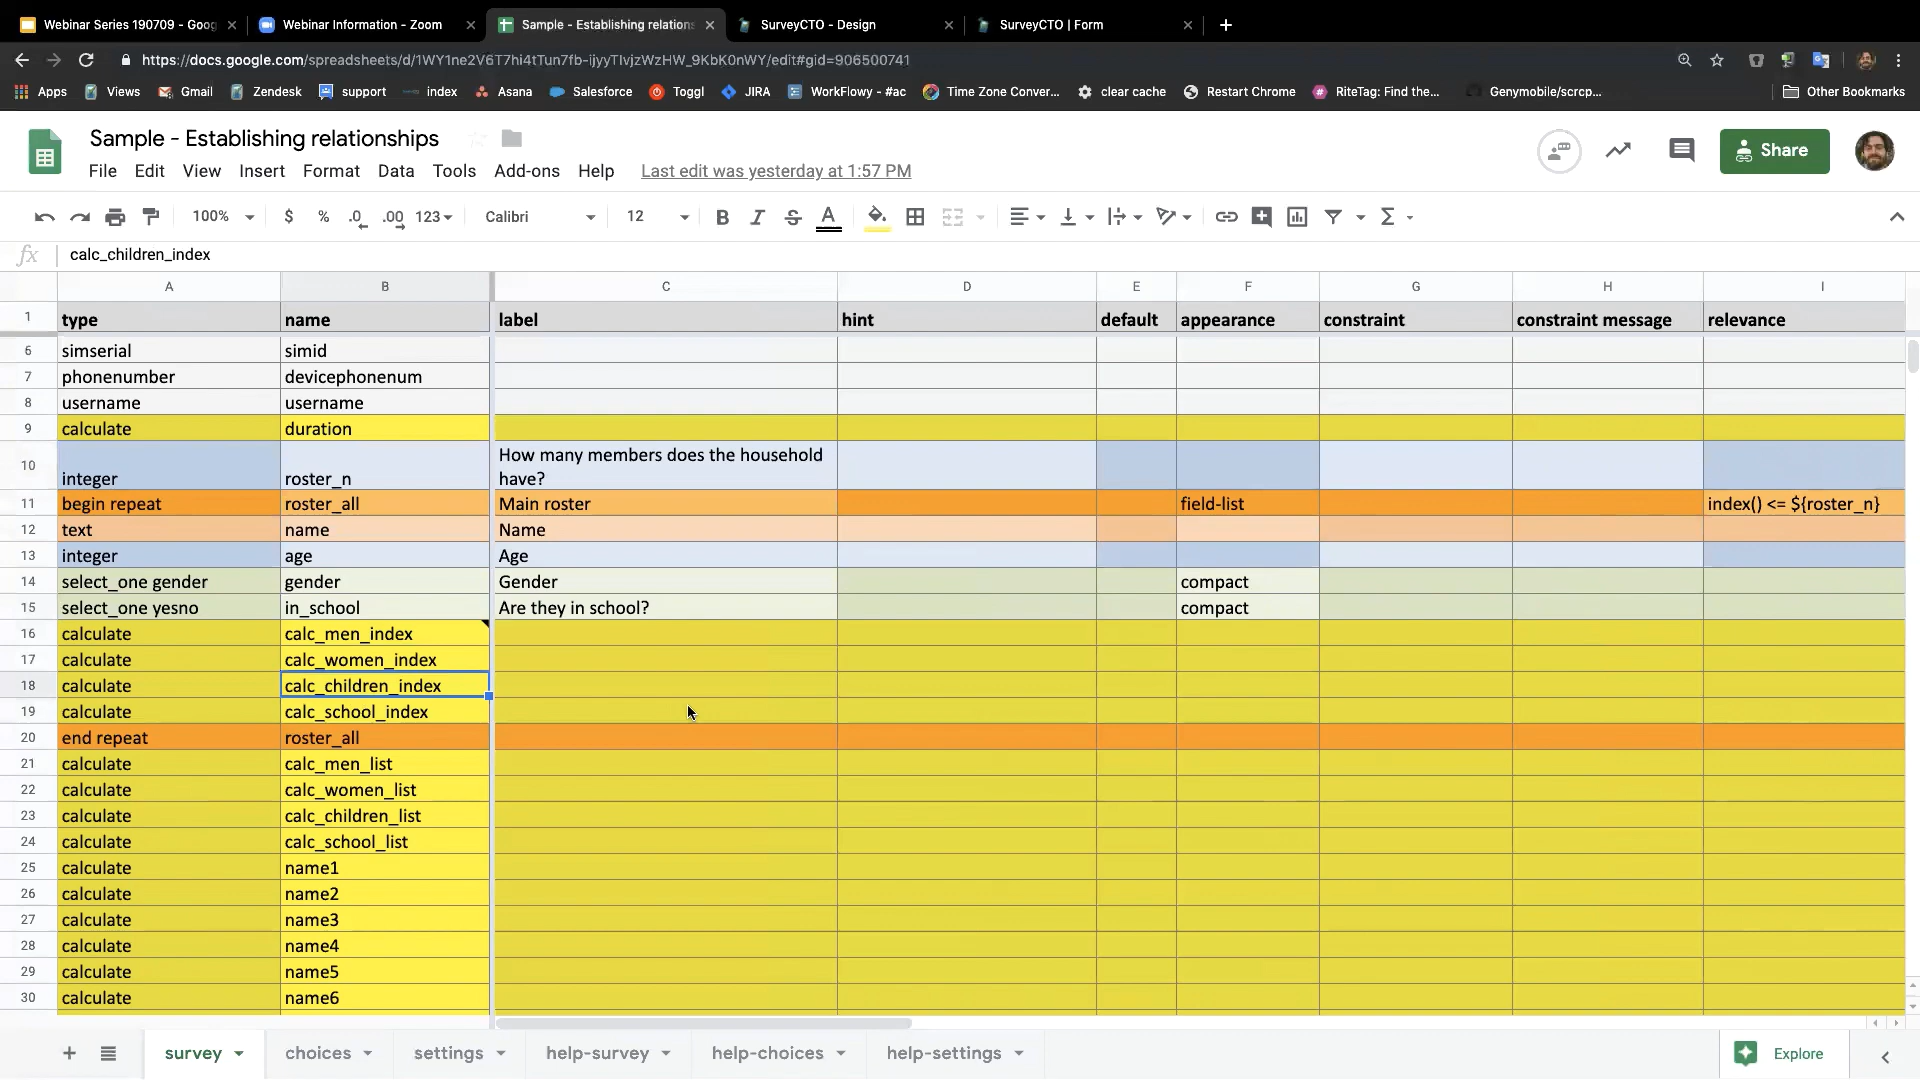 Webinar Series 190709 - Goog
Webinar Information - Zoom
Sample - Establishing relations
SurveyCTO - Design
SurveyCTO | Form
https://docs.google.com/spreadsheets/d/1WY1ne2V6T7hi4tTun7fb-ijyyTIvjzWzHW_9KbK0nWY/edit#gid=906500741
Apps Views Gmail Zendesk support index Asana Salesforce Toggl JIRA WorkFlowy - #ac Time Zone Conver... clear cache Restart Chrome RiteTag: Find the... Genymobile/scrcp... Other Bookmarks
Sample - Establishing relationships
File Edit View Insert Format Data Tools Add-ons Help Last edit was yesterday at 1:57 PM
Share
100% $ % .0 .00 123 Calibri 12 B I S A
fx calc_children_index
A B C D E F G H I
1 type name label hint default appearance constraint constraint message relevance
6 simserial simid
7 phonenumber devicephonenum
8 username username
9 calculate duration
10 integer roster_n How many members does the household
have?
11 begin repeat roster_all Main roster field-list index() <= ${roster_n}
12 text name Name
13 integer age Age
14 select_one gender gender Gender compact
15 select_one yesno in_school Are they in school? compact
16 calculate calc_men_index
17 calculate calc_women_index
18 calculate calc_children_index
19 calculate calc_school_index
20 end repeat roster_all
21 calculate calc_men_list
22 calculate calc_women_list
23 calculate calc_children_list
24 calculate calc_school_list
25 calculate name1
26 calculate name2
27 calculate name3
28 calculate name4
29 calculate name5
30 calculate name6
survey choices settings help-survey help-choices help-settings Explore